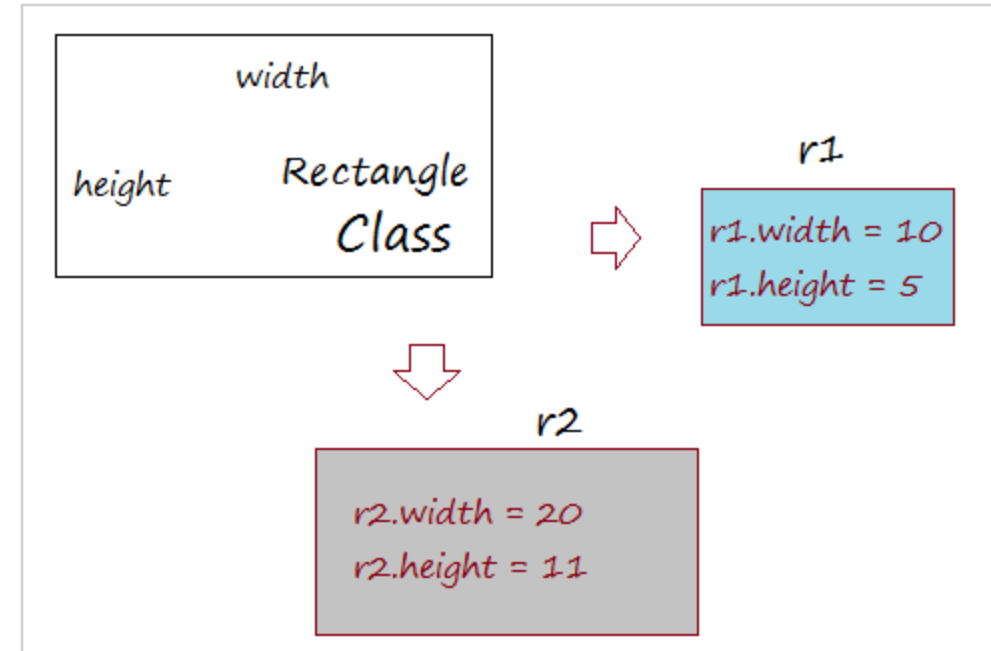 width
height
Rectangle
Class
r1
r1.width = 10
r1.height = 5
r2
r2.width = 20
r2.height = 11